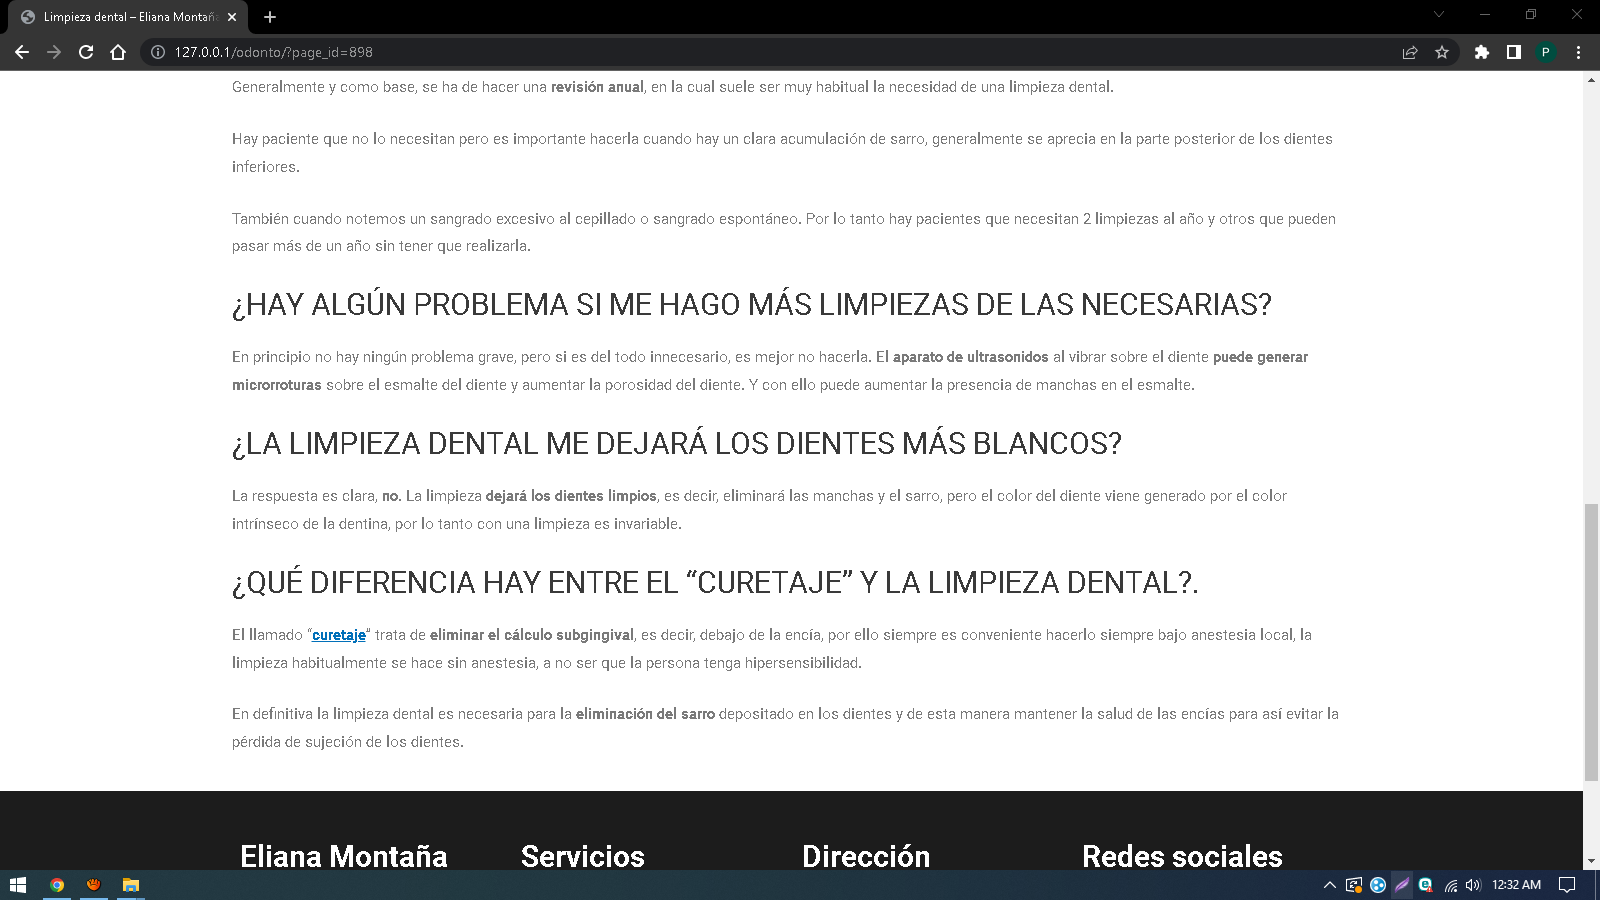 Limpieza dental – Eliana Montaña
127.0.0.1/odonto/?page_id=898
P
Generalmente y como base, se ha de hacer una revisión anual, en la cual suele ser muy habitual la necesidad de una limpieza dental.
Hay paciente que no lo necesitan pero es importante hacerla cuando hay un clara acumulación de sarro, generalmente se aprecia en la parte posterior de los dientes
inferiores.
También cuando notemos un sangrado excesivo al cepillado o sangrado espontáneo. Por lo tanto hay pacientes que necesitan 2 limpiezas al año y otros que pueden
pasar más de un año sin tener que realizarla.
¿HAY ALGÚN PROBLEMA SI ME HAGO MÁS LIMPIEZAS DE LAS NECESARIAS?
En principio no hay ningún problema grave, pero si es del todo innecesario, es mejor no hacerla. El aparato de ultrasonidos al vibrar sobre el diente puede generar
microrroturas sobre el esmalte del diente y aumentar la porosidad del diente. Y con ello puede aumentar la presencia de manchas en el esmalte.
¿LA LIMPIEZA DENTAL ME DEJARÁ LOS DIENTES MÁS BLANCOS?
La respuesta es clara, no. La limpieza dejará los dientes limpios, es decir, eliminará las manchas y el sarro, pero el color del diente viene generado por el color
intrínseco de la dentina, por lo tanto con una limpieza es invariable.
¿QUÉ DIFERENCIA HAY ENTRE EL “CURETAJE” Y LA LIMPIEZA DENTAL?.
El llamado “curetaje” trata de eliminar el cálculo subgingival, es decir, debajo de la encía, por ello siempre es conveniente hacerlo siempre bajo anestesia local, la
limpieza habitualmente se hace sin anestesia, a no ser que la persona tenga hipersensibilidad.
En definitiva la limpieza dental es necesaria para la eliminación del sarro depositado en los dientes y de esta manera mantener la salud de las encías para así evitar la
pérdida de sujeción de los dientes.
Eliana Montaña
Servicios
Dirección
Redes sociales
12:32 AM